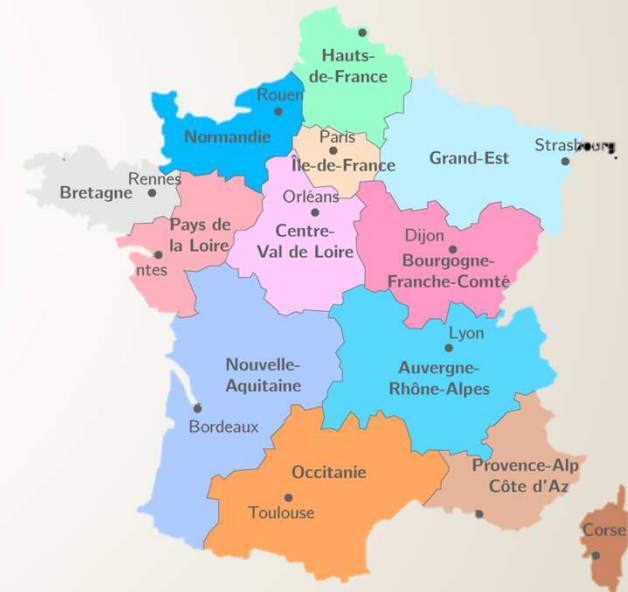 Hauts-
de-France
Rouen
Normandie
Paris
Île-de-France
Grand-Est
Strasbourg
Bretagne
Rennes
Orléans
Pays de
la Loire
Centre-
Val de Loire
Dijon
Bourgogne-
Franche-Comté
ntes
Lyon
Nouvelle-
Aquitaine
Auvergne-
Rhône-Alpes
Bordeaux
Occitanie
Provence-Alp
Côte d'Az
Toulouse
Corse